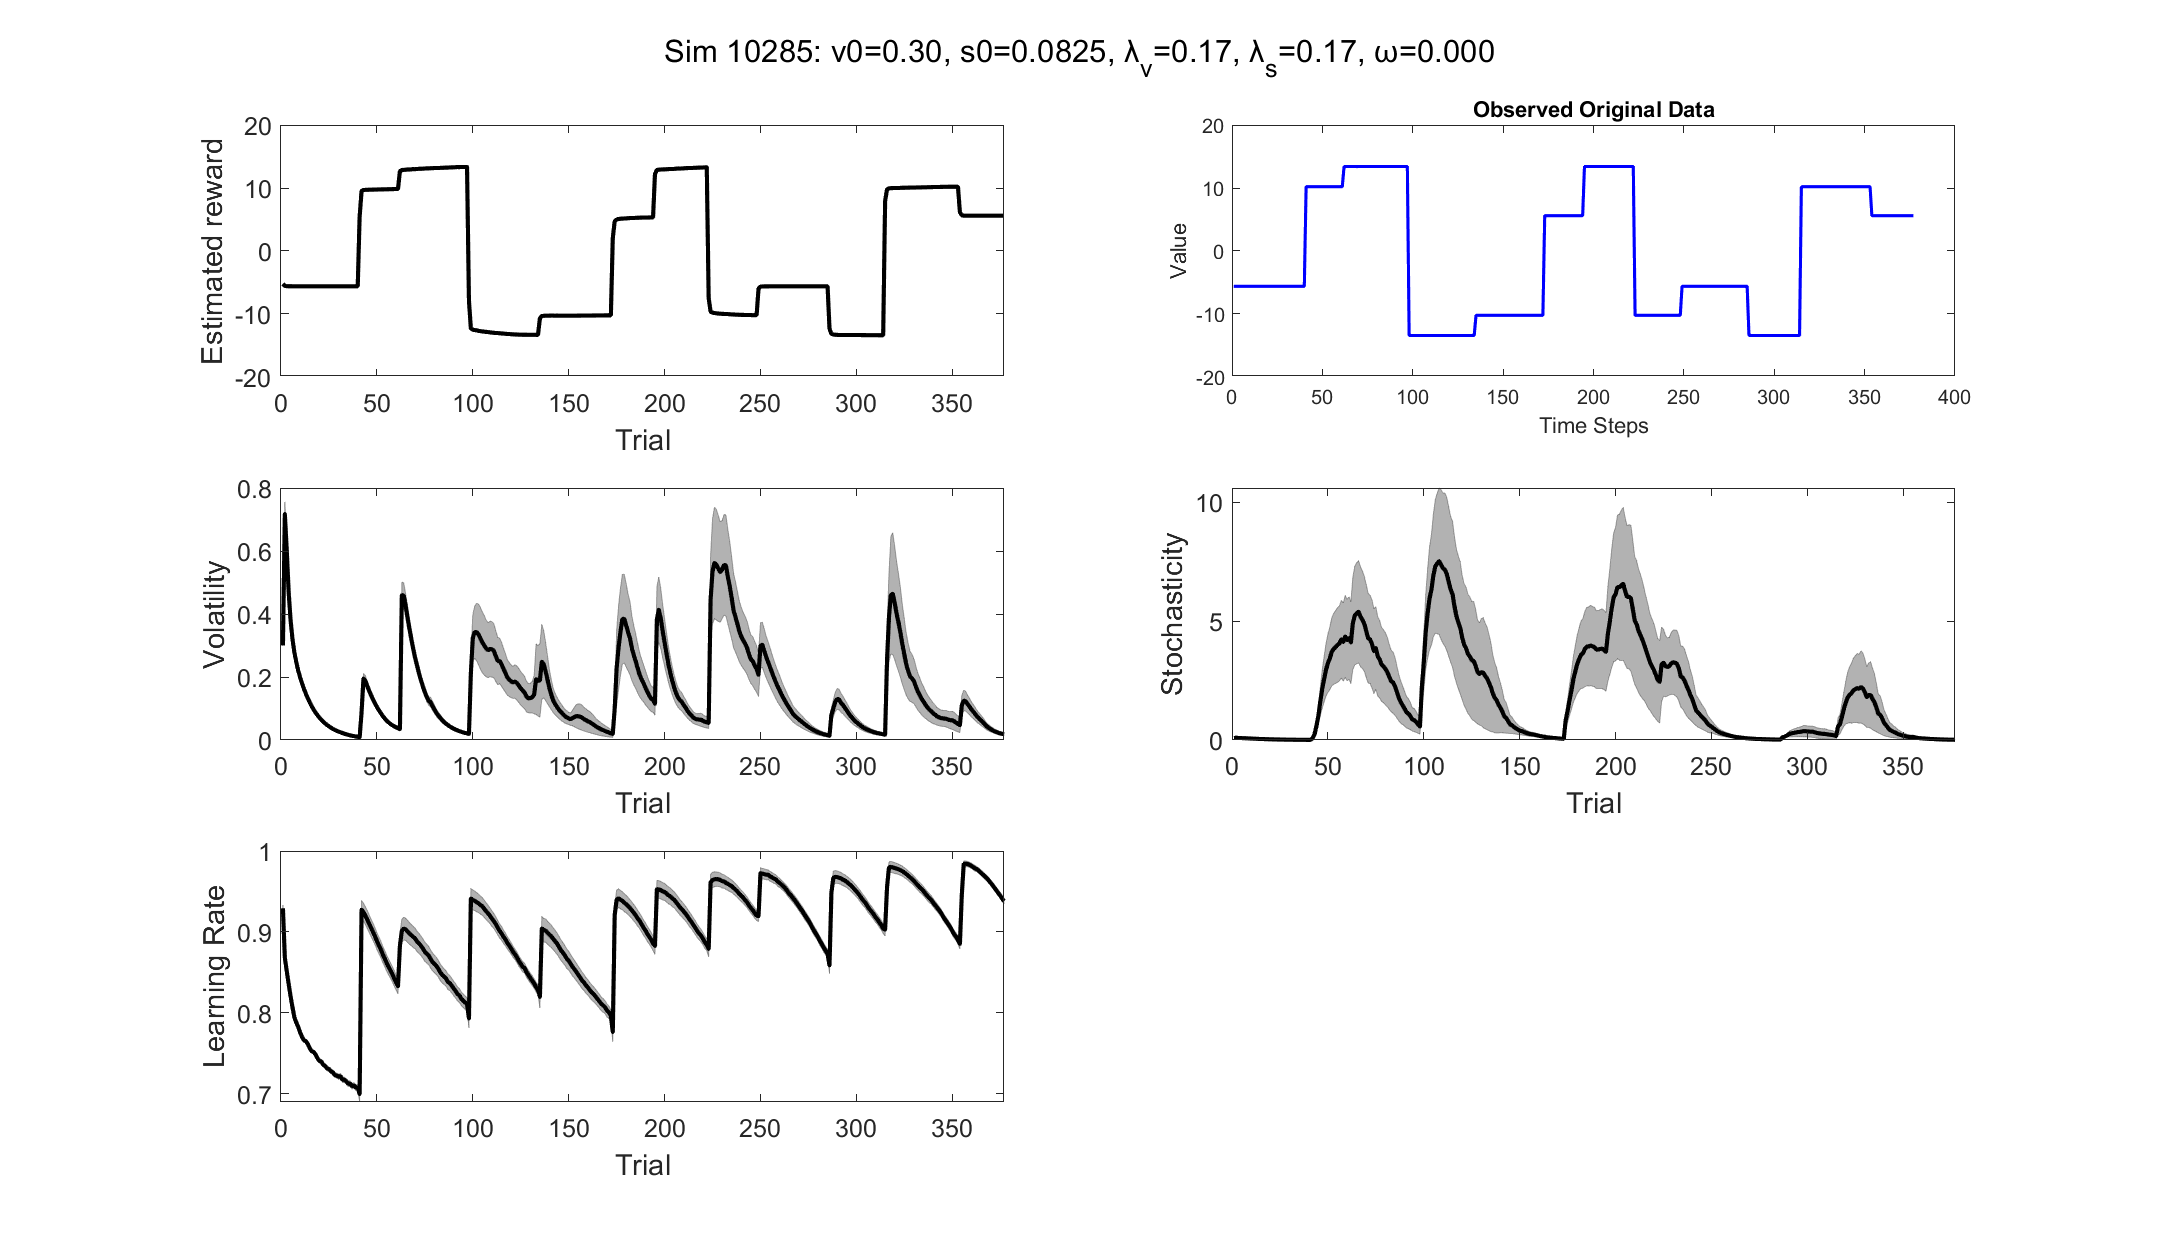 Sim 10285: v0=0.30, s0=0.0825, λ_v=0.17, λ_s=0.17, ω=0.000
Estimated reward
20
10
0
-10
-20
0 50 100 150 200 250 300 350
Trial
Observed Original Data
Value
20
10
0
-10
-20
0 50 100 150 200 250 300 350 400
Time Steps
Volatility
0.8
0.6
0.4
0.2
0
0 50 100 150 200 250 300 350
Trial
Stochasticity
10
5
0
0 50 100 150 200 250 300 350
Trial
Learning Rate
1
0.9
0.8
0.7
0 50 100 150 200 250 300 350
Trial